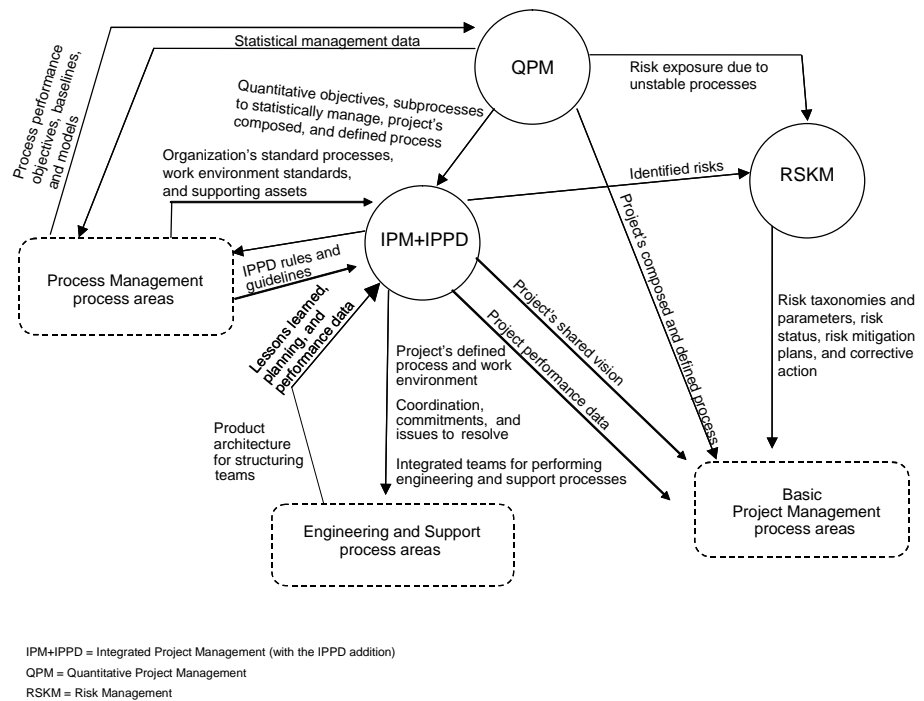 Process performance
objectives, baselines,
and models
Statistical management data
QPM
Risk exposure due to
unstable processes
Quantitative objectives, subprocesses
to statistically manage, project's
composed, and defined process
Organization's standard processes,
work environment standards,
and supporting assets
Identified risks
RSKM
IPM+IPPD
Process Management
process areas
IPPD rules and
guidelines
Lessons learned,
planning, and
performance data
Project's shared vision
Project performance data
Project's composed and defined process
Risk taxonomies and
parameters, risk
status, risk mitigation
plans, and corrective
action
Project's defined
process and work
environment
Coordination,
commitments, and
issues to resolve
Integrated teams for performing
engineering and support processes
Product
architecture
for structuring
teams
Engineering and Support
process areas
Basic
Project Management
process areas
IPM+IPPD = Integrated Project Management (with the IPPD addition)
QPM = Quantitative Project Management
RSKM = Risk Management